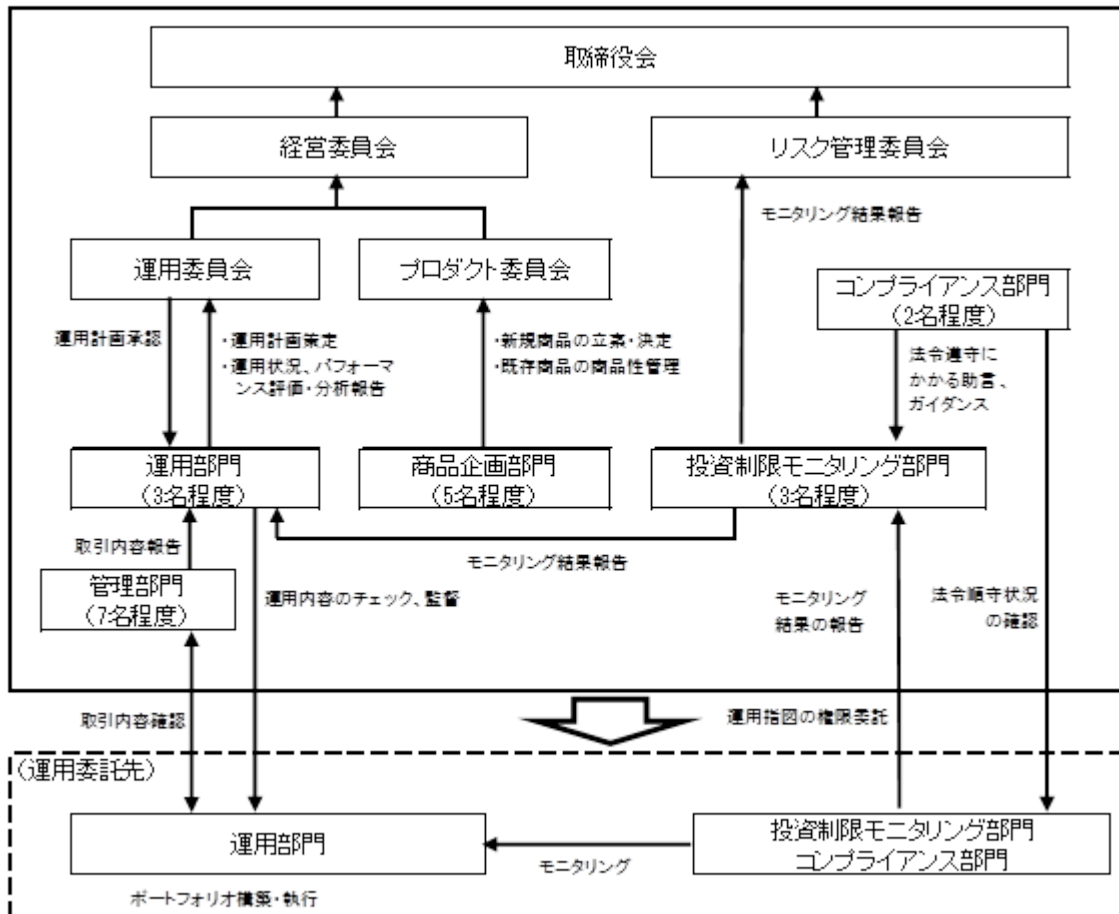 取締役会
経営委員会
リスク管理委員会
モニタリング結果報告
運用委員会
プロダクト委員会
コンプライアンス部門
(2名程度)
運用計画承認
・運用計画策定
・運用状況、パフォーマ
ンス評価・分析報告
・新規商品の立案・決定
・既存商品の商品性管理
法令遵守に
かかる助言、
ガイダンス
運用部門
(3名程度)
商品企画部門
(5名程度)
投資制限モニタリング部門
(3名程度)
取引内容報告
モニタリング結果報告
管理部門
(7名程度)
運用内容のチェック、監督
モニタリング
結果の報告
法令順守状況
の確認
取引内容確認
運用指図の権限委託
(運用委託先)
運用部門
モニタリング
投資制限モニタリング部門
コンプライアンス部門
ポートフォリオ構築・執行